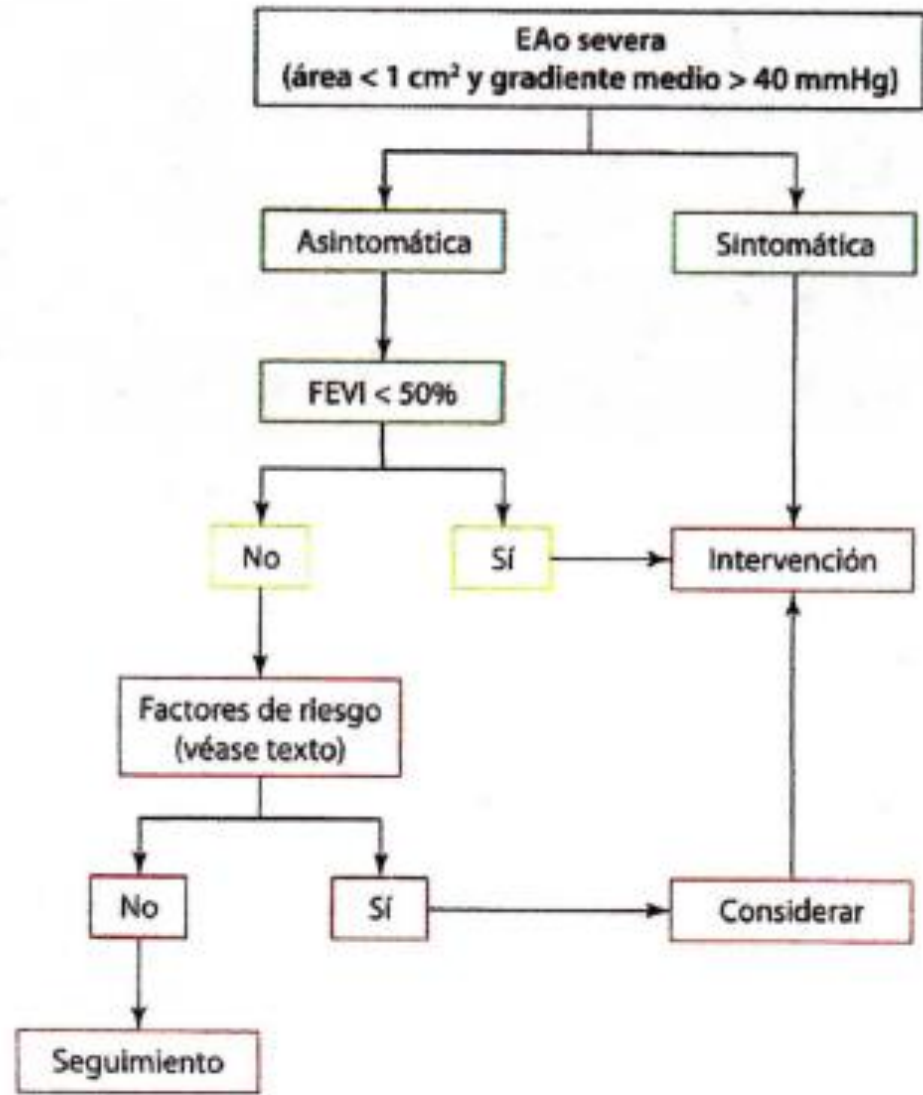 EAo severa
(área < 1 cm² y gradiente medio > 40 mmHg)
Asintomática
Sintomática
FEVI < 50%
No
Sí
Intervención
Factores de riesgo
(véase texto)
No
Sí
Considerar
Seguimiento